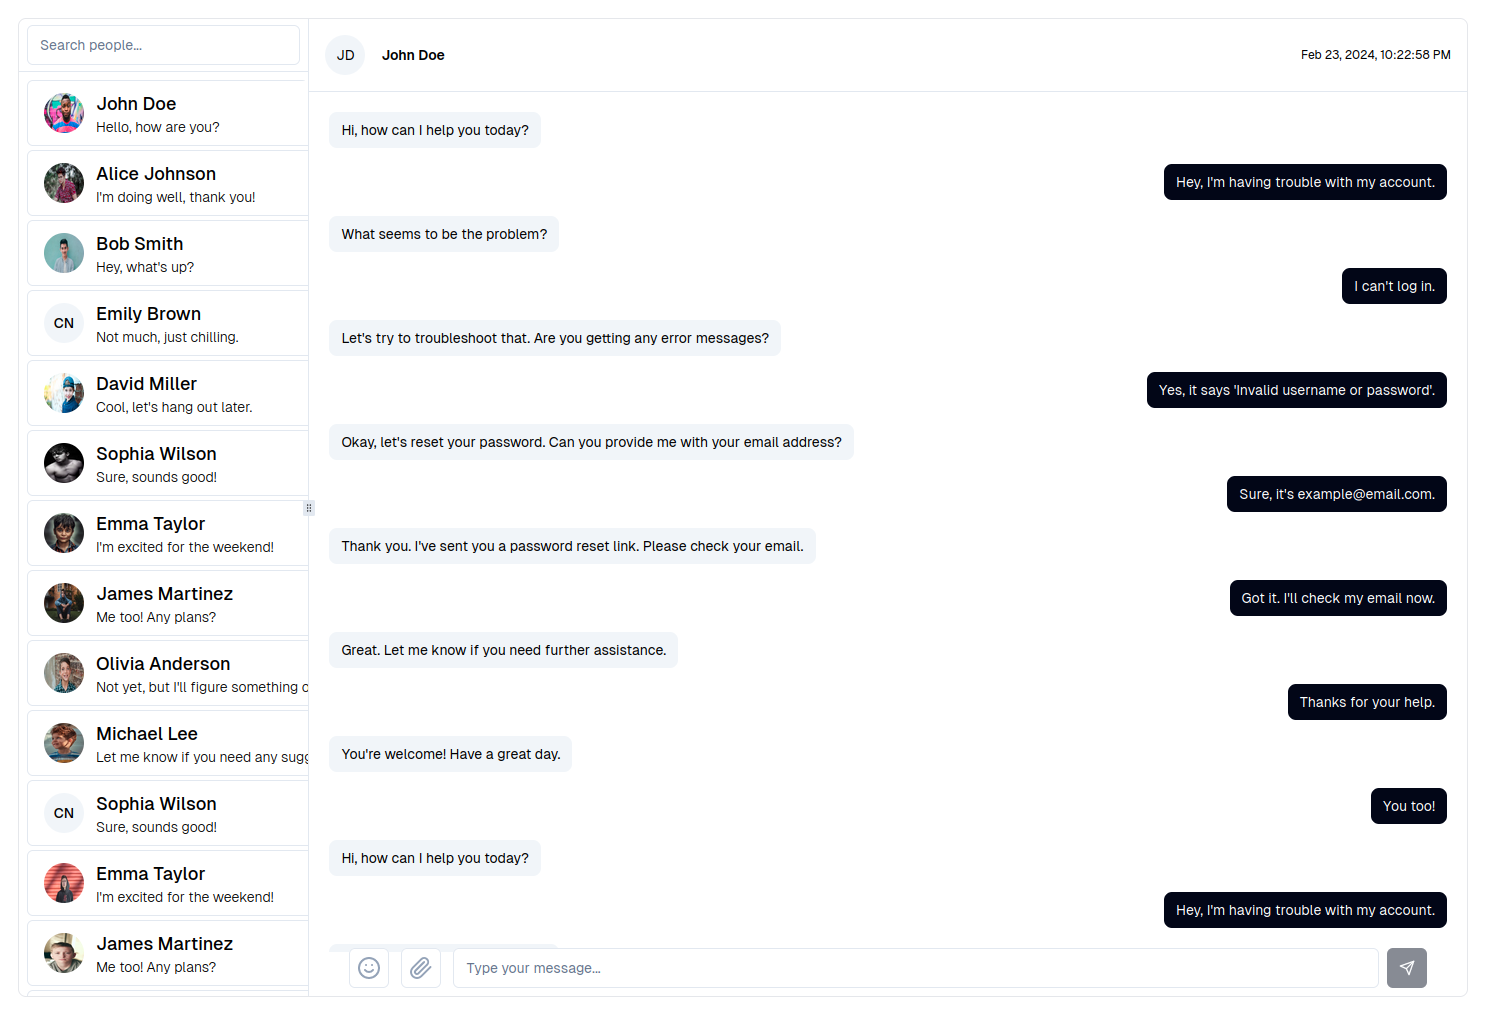 Search people...
John Doe
Hello, how are you?
Alice Johnson
I'm doing well, thank you!
Bob Smith
Hey, what's up?
CN
Emily Brown
Not much, just chilling.
David Miller
Cool, let's hang out later.
Sophia Wilson
Sure, sounds good!
Emma Taylor
I'm excited for the weekend!
James Martinez
Me too! Any plans?
Olivia Anderson
Not yet, but I'll figure something
Michael Lee
Let me know if you need any
CN
Sophia Wilson
Sure, sounds good!
Emma Taylor
I'm excited for the weekend!
James Martinez
Me too! Any plans?
JD
John Doe
Feb 23, 2024, 10:22:58 PM
Hi, how can I help you today?
Hey, I'm having trouble with my account.
What seems to be the problem?
I can't log in.
Let's try to troubleshoot that. Are you getting any error messages?
Yes, it says 'Invalid username or password'.
Okay, let's reset your password. Can you provide me with your email address?
Sure, it's example@email.com.
Thank you. I've sent you a password reset link. Please check your email.
Got it. I'll check my email now.
Great. Let me know if you need further assistance.
Thanks for your help.
You're welcome! Have a great day.
You too!
Hi, how can I help you today?
Hey, I'm having trouble with my account.
Type your message...